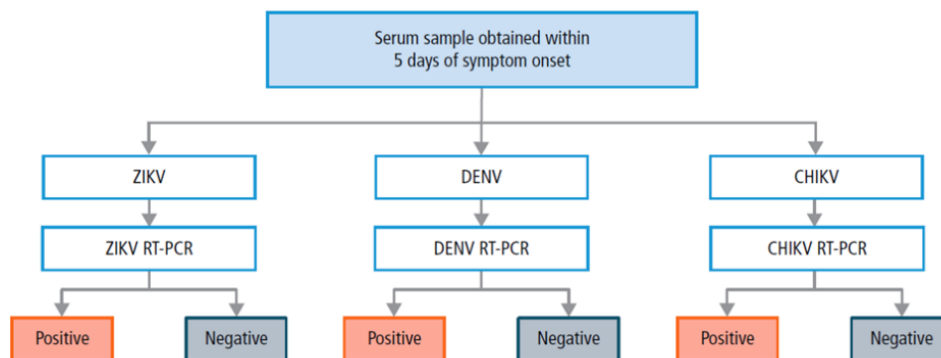 Serum sample obtained within
5 days of symptom onset
ZIKV
DENV
CHIKV
ZIKV RT-PCR
DENV RT-PCR
CHIKV RT-PCR
Positive
Negative
Positive
Negative
Positive
Negative